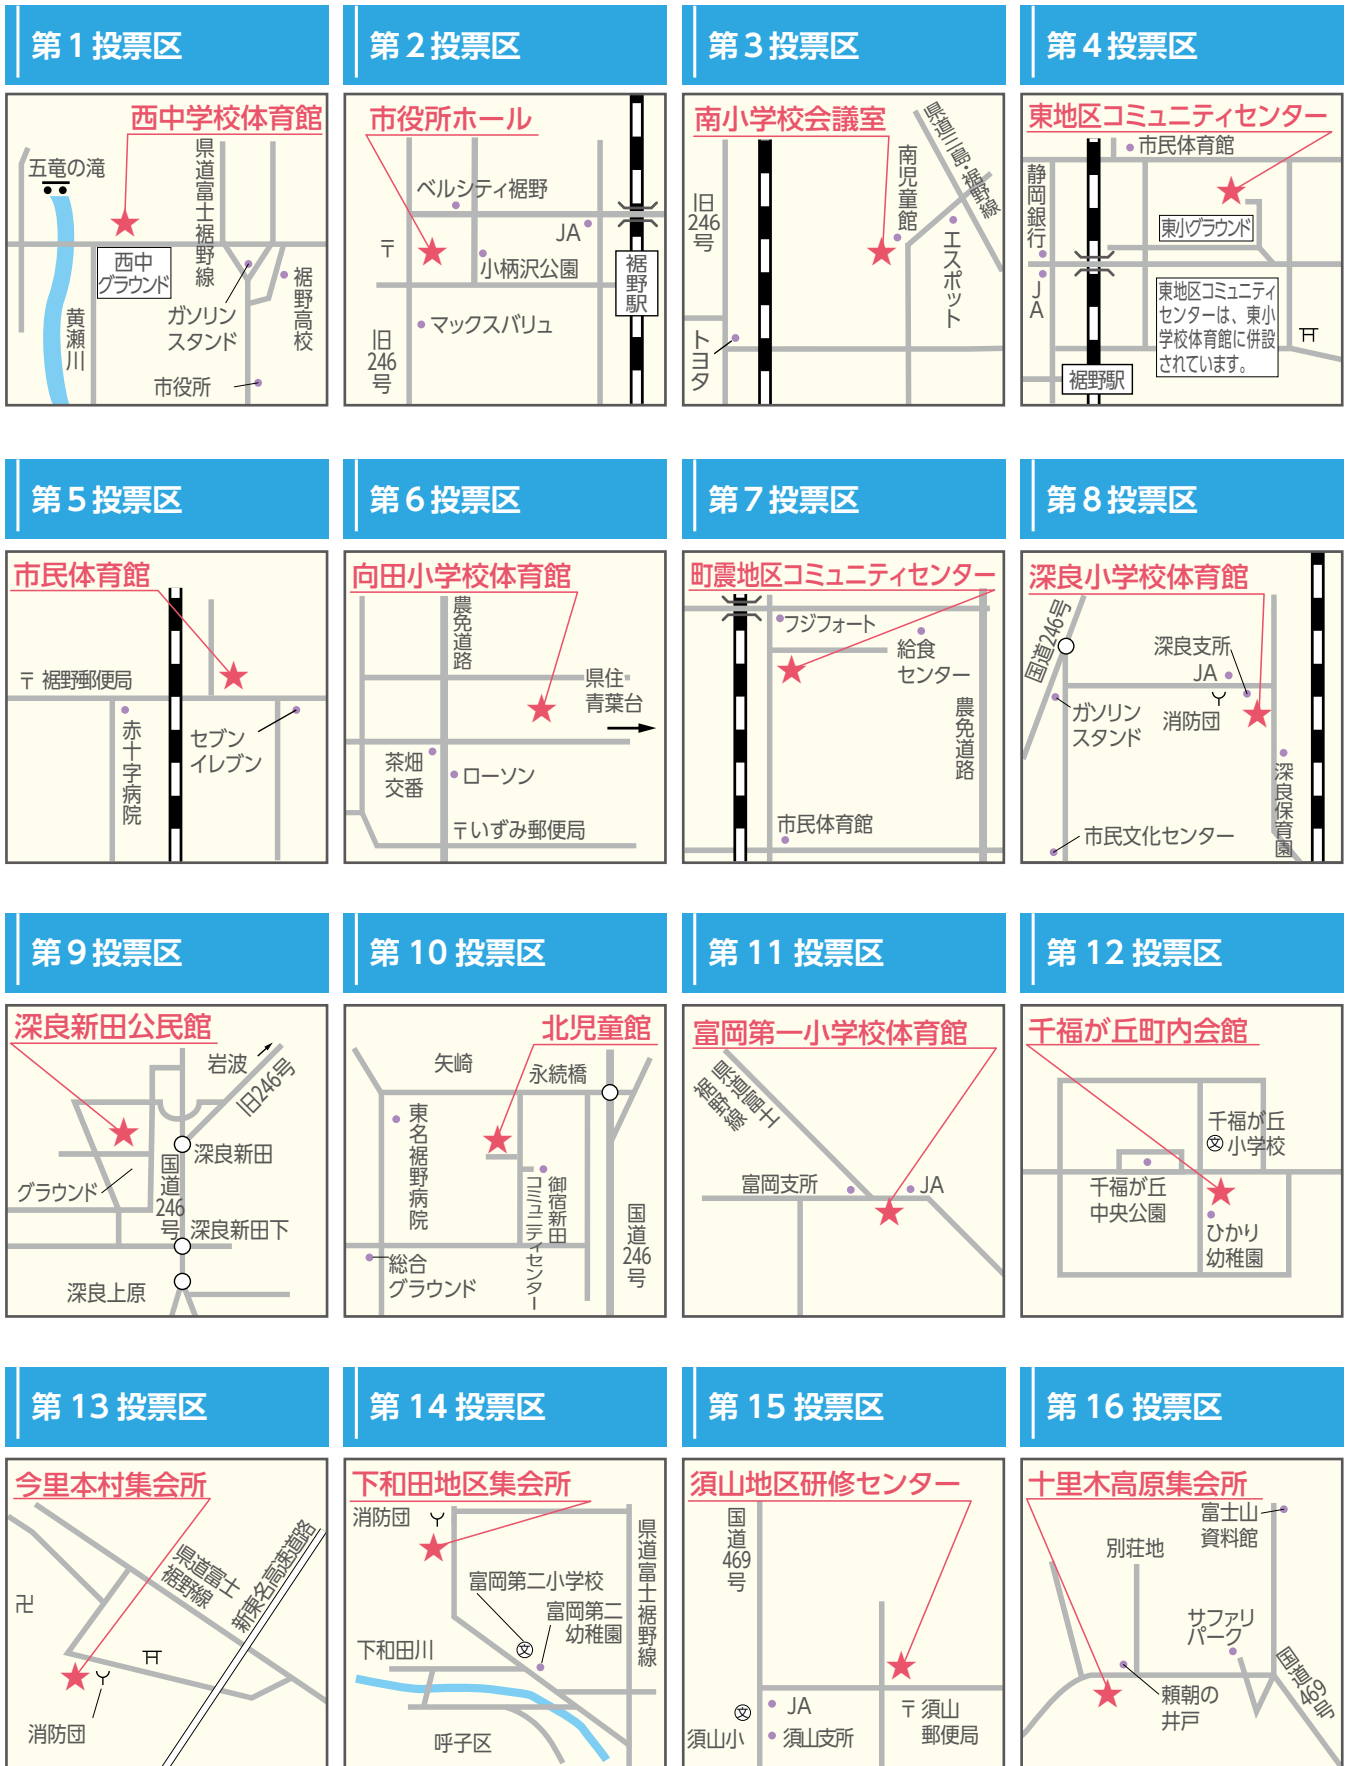 第1投票区
西中学校体育館
五竜の滝
県道富士裾野線
西中
グラウンド
黄瀬川
ガソリン
スタンド
裾野高校
市役所
第2投票区
市役所ホール
ベルシティ裾野
JA
〒
小柄沢公園
裾野駅
マックスバリュ
旧
246
号
第3投票区
南小学校会議室
県道三島・裾野線
南児童館
旧
246
号
エスポット
トヨタ
第4投票区
東地区コミュニティセンター
市民体育館
静岡銀行
東小グラウンド
JA
東地区コミュニティ
センターは、東小
学校体育館に併設
されています。
裾野駅
第5投票区
市民体育館
〒裾野郵便局
赤十字病院
セブン
イレブン
第6投票区
向田小学校体育館
農免道路
県住
青葉台
茶畑
交番
ローソン
〒いずみ郵便局
第7投票区
町震地区コミュニティセンター
フジフォート
給食
センター
農免道路
市民体育館
第8投票区
深良小学校体育館
国道246号
深良支所
JA
ガソリン
スタンド
消防団
深良保育園
市民文化センター
第9投票区
深良新田公民館
岩波
旧246号
深良新田
グラウンド
国道
246
号
深良新田下
深良上原
第10投票区
北児童館
矢崎
永続橋
東名裾野病院
御宿新田
コミュニティセンター
国道
246
号
総合
グラウンド
第11投票区
富岡第一小学校体育館
県道富士
裾野線
富岡支所
JA
第12投票区
千福が丘町内会館
千福が丘
文小学校
千福が丘
中央公園
ひかり
幼稚園
第13投票区
今里本村集会所
県道富士
裾野線
新東名高速道路
卍
消防団
第14投票区
下和田地区集会所
消防団
県道富士裾野線
富岡第二小学校
富岡第二
幼稚園
文
下和田川
呼子区
第15投票区
須山地区研修センター
国道
469
号
文
須山小
JA
須山支所
〒須山
郵便局
第16投票区
十里木高原集会所
富士山
資料館
別荘地
サファリ
パーク
国道469号
頼朝の
井戸